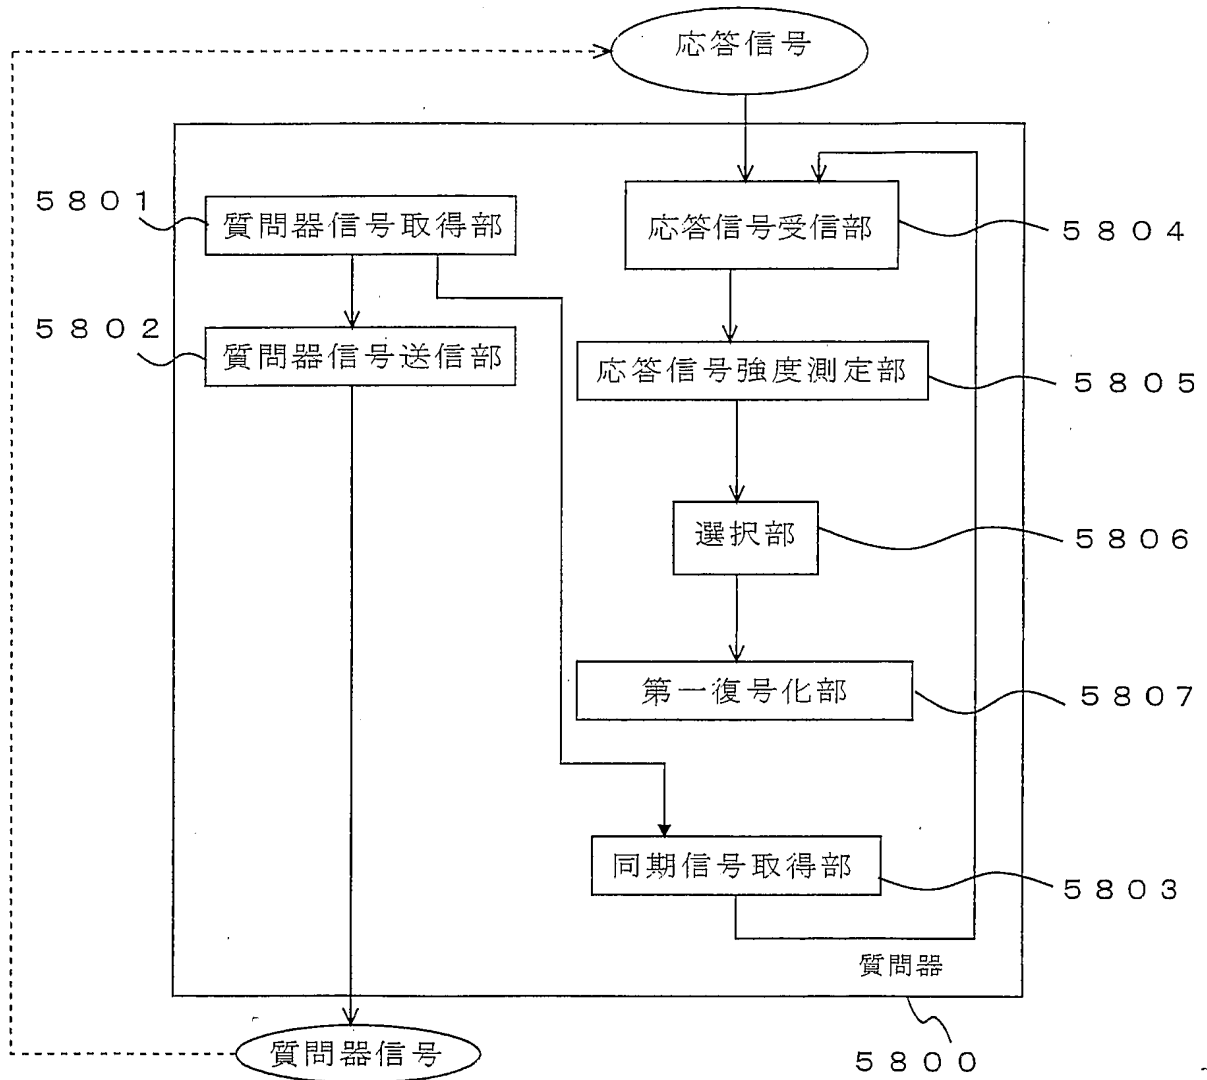 応答信号
５８０１
質問器信号取得部
応答信号受信部
５８０４
５８０２
質問器信号送信部
応答信号強度測定部
５８０５
選択部
５８０６
第一復号化部
５８０７
同期信号取得部
５８０３
質問器
質問器信号
５８００